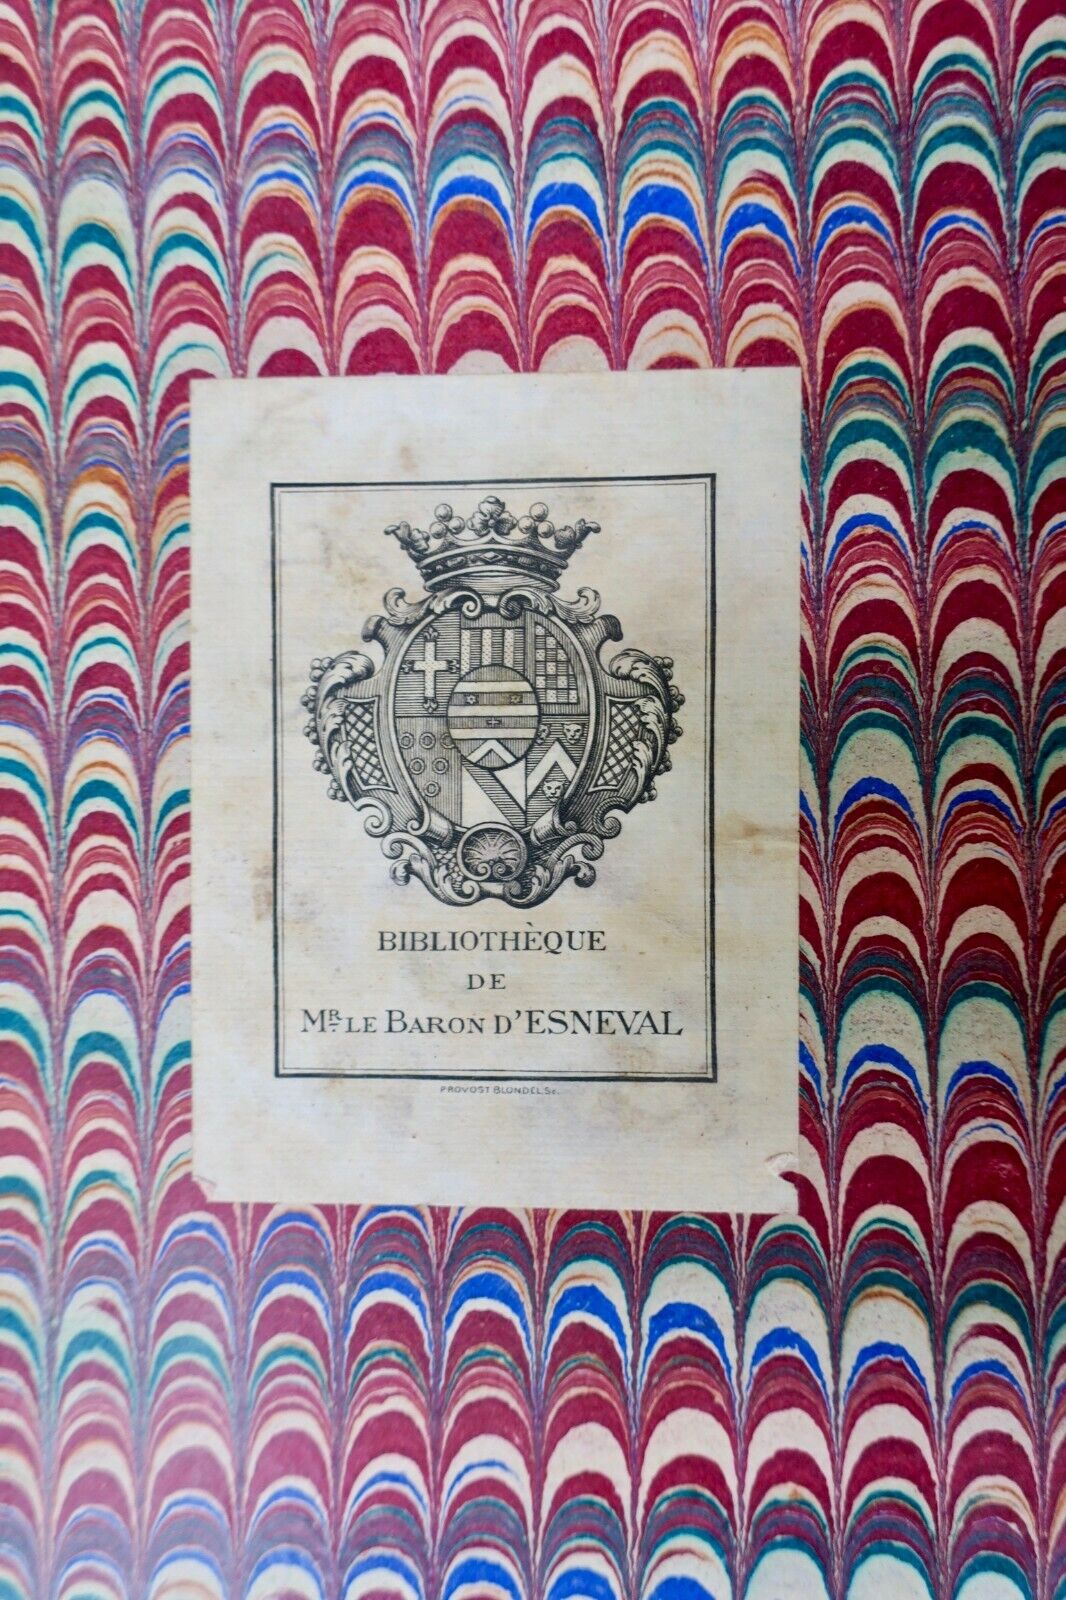 BIBLIOTHÈQUE
DE
MR. LE BARON D'ESNEVAL
PROVOST BLONDEL Sc.